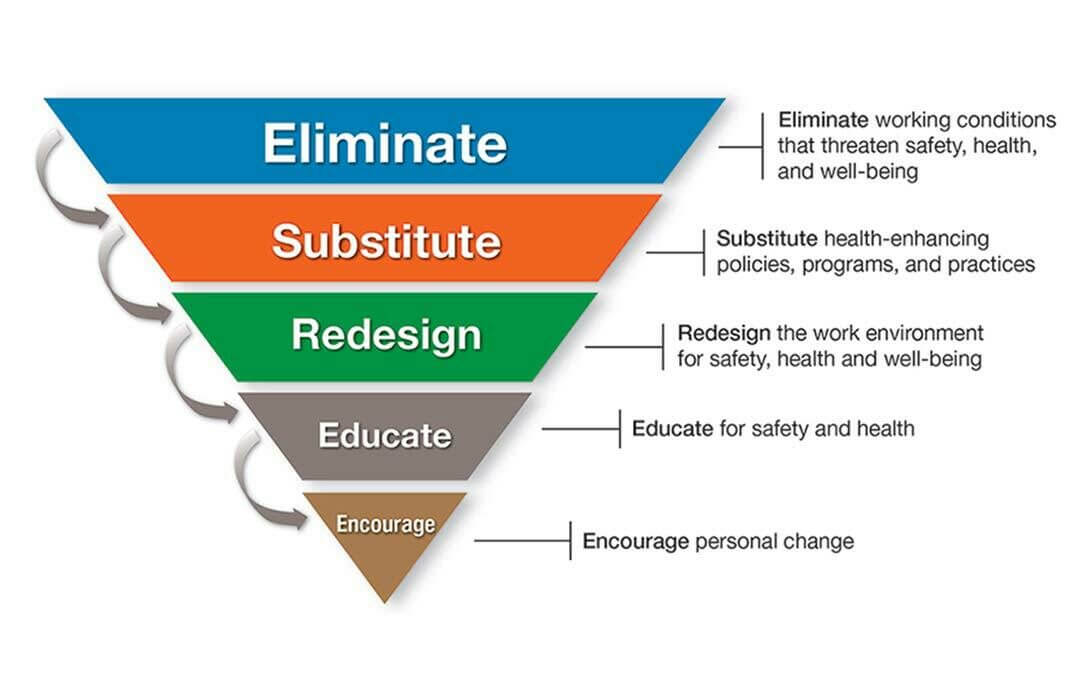 Eliminate
Eliminate working conditions
that threaten safety, health,
and well-being
Substitute
Substitute health-enhancing
policies, programs, and practices
Redesign
Redesign the work environment
for safety, health and well-being
Educate
Educate for safety and health
Encourage
Encourage personal change